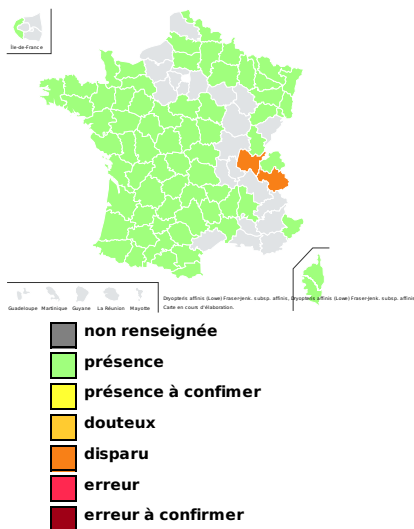 Île-de-France
Guadeloupe Martinique Guyane La Réunion Mayotte
Dryopteris affinis (Lowe) Fraser-Jenk. subsp. affinis, Dryopteris affinis (Lowe) Fraser-Jenk. subsp. affinis
Carte en cours d'élaboration.
non renseignée
présence
présence à confimer
douteux
disparu
erreur
erreur à confirmer